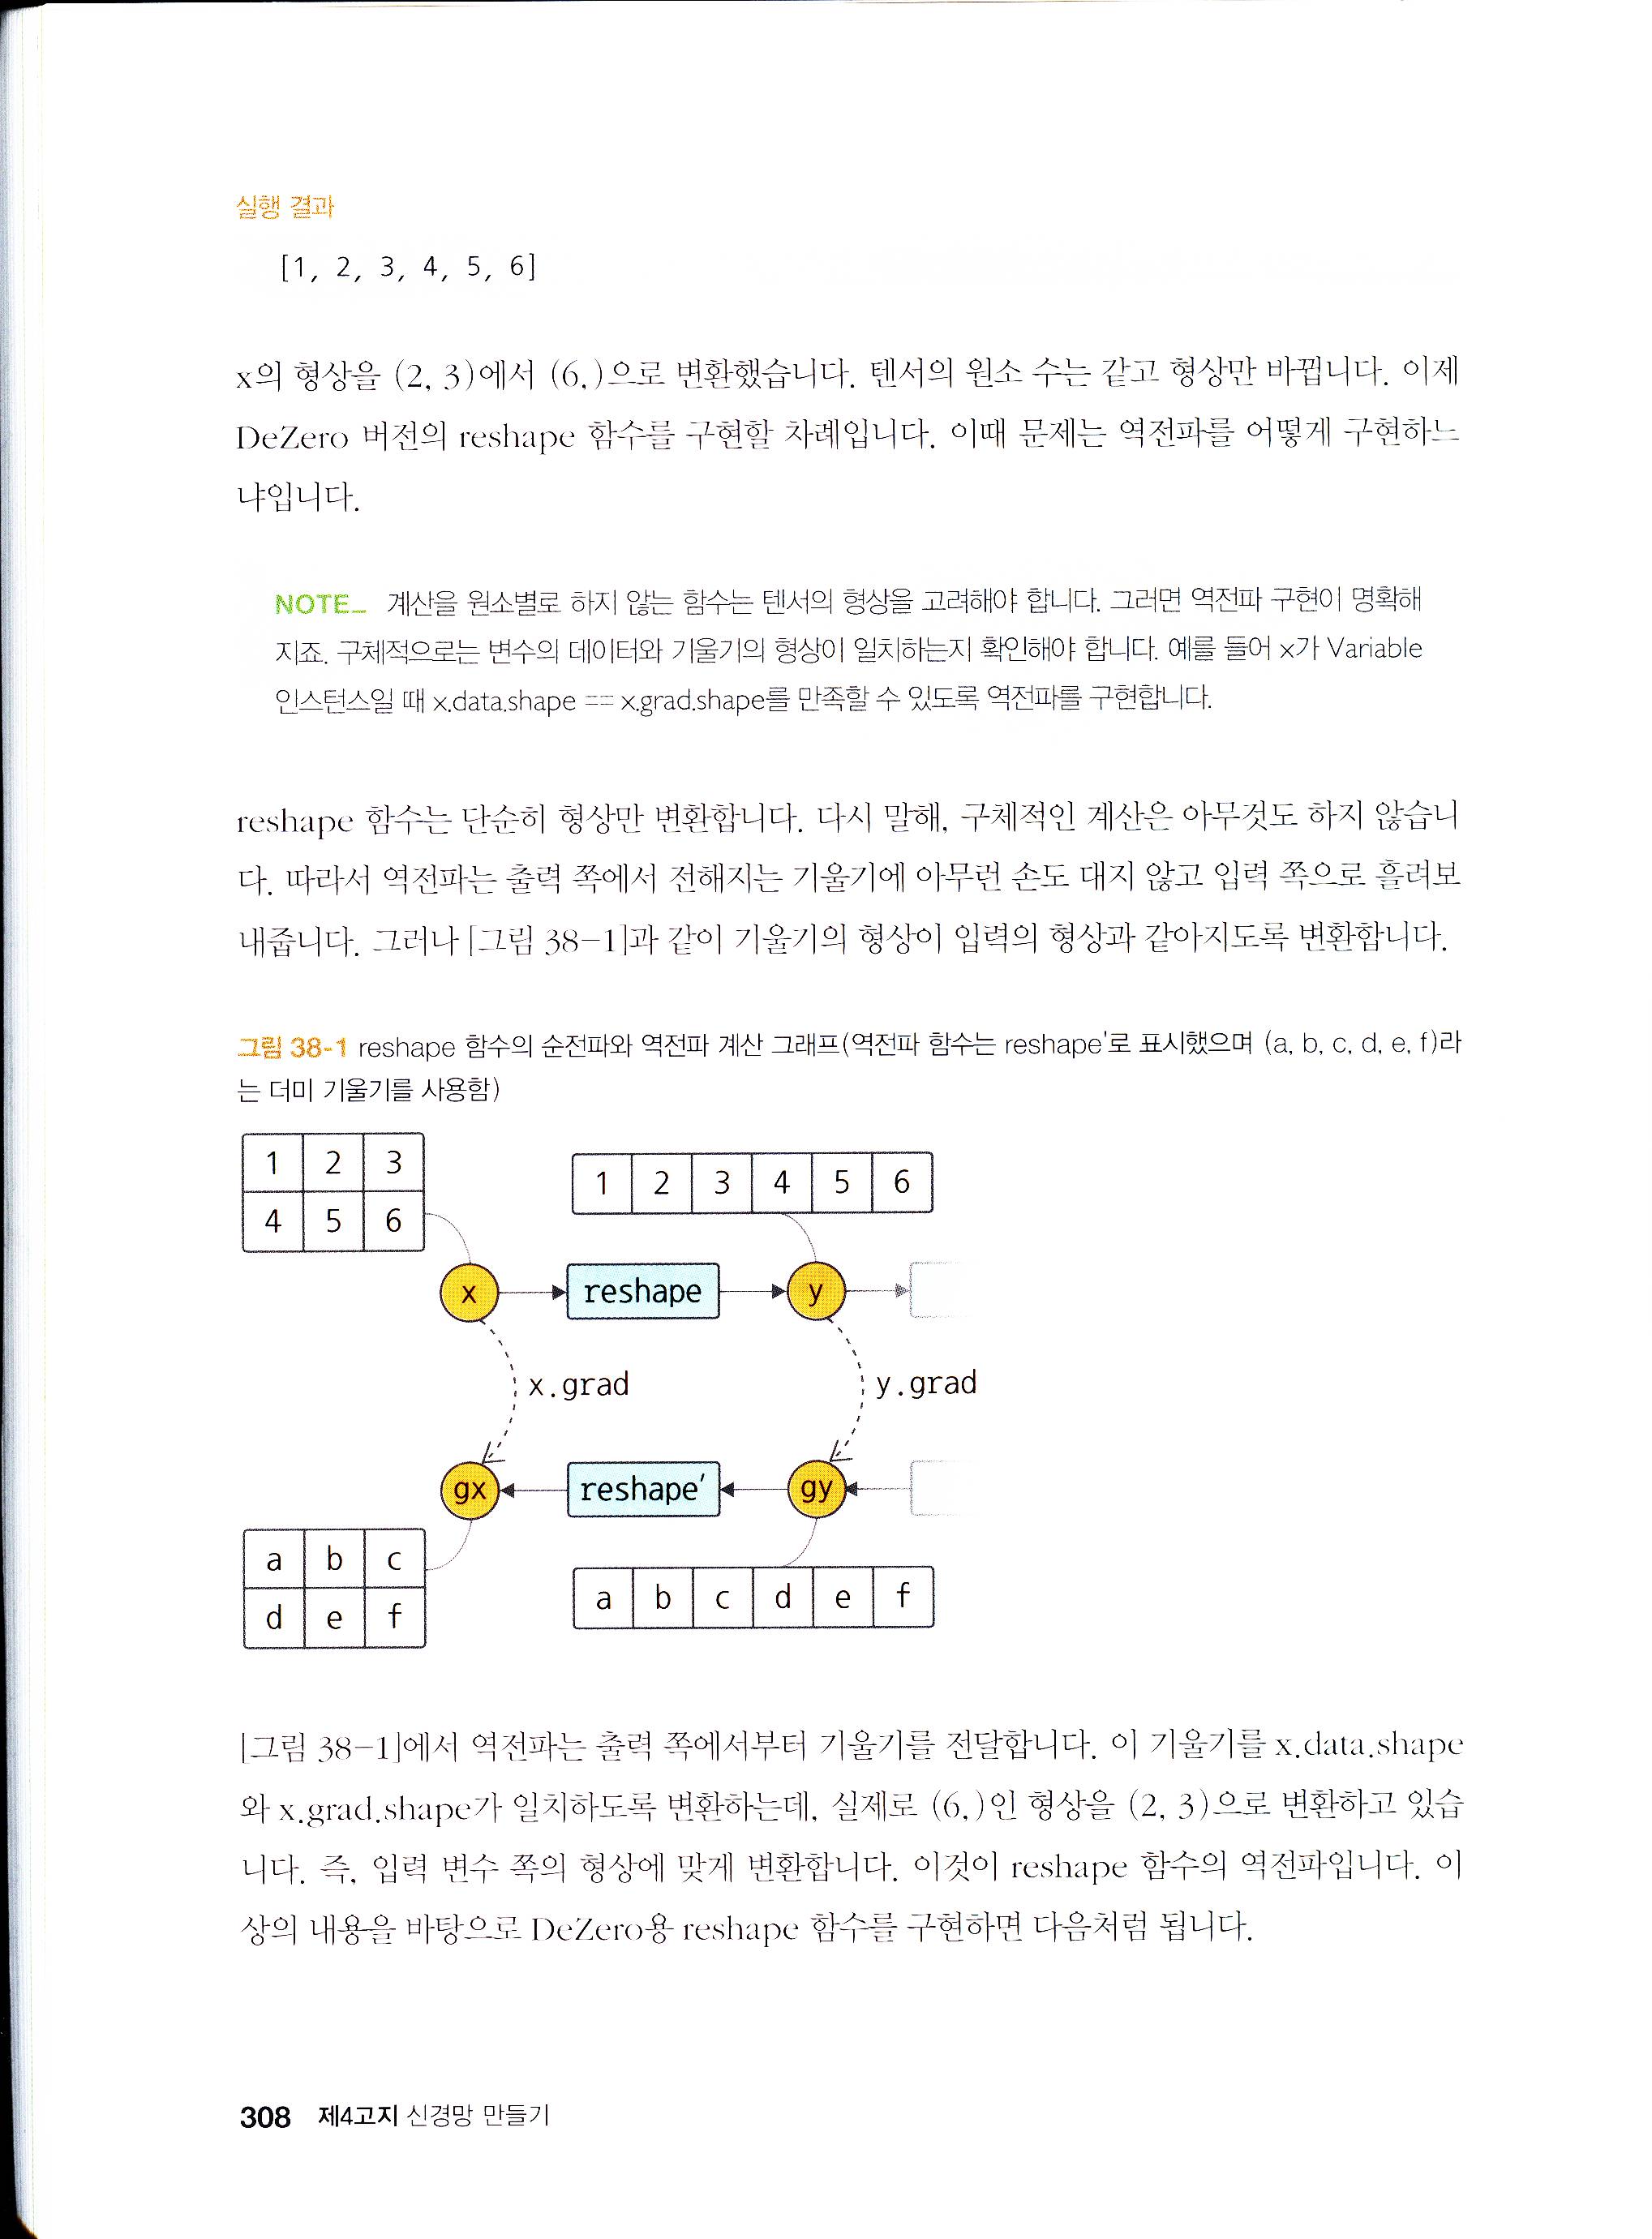 실행 결과
[1, 2, 3, 4, 5, 6]
x의 형상을 (2, 3)에서 (6,)으로 변환했습니다. 텐서의 원소 수는 같고 형상만 바뀝니다. 이제
DeZero 버전의 reshape 함수를 구현할 차례입니다. 이때 문제는 역전파를 어떻게 구현하느
냐입니다.
NOTE_ 계산을 원소별로 하지 않는 함수는 텐서의 형상을 고려해야 합니다. 그러면 역전파 구현이 명확해
지죠. 구체적으로는 변수의 데이터와 기울기의 형상이 일치하는지 확인해야 합니다. 예를 들어 x가 Variable
인스턴스일 때 x.data.shape == x.grad.shape를 만족할 수 있도록 역전파를 구현합니다.
reshape 함수는 단순히 형상만 변환합니다. 다시 말해, 구체적인 계산은 아무것도 하지 않습니
다. 따라서 역전파는 출력 쪽에서 전해지는 기울기에 아무런 손도 대지 않고 입력 쪽으로 흘려보
내줍니다. 그러나 [그림 38-1]과 같이 기울기의 형상이 입력의 형상과 같아지도록 변환합니다.
그림 38-1 reshape 함수의 순전파와 역전파 계산 그래프(역전파 함수는 reshape'로 표시했으며 (a, b, c, d, e, f)라
는 더미 기울기를 사용함)
1 2 3
4 5 6
1 2 3 4 5 6
x reshape y
x.grad y.grad
gx reshape' gy
a b c
d e f
a b c d e f
[그림 38-1]에서 역전파는 출력 쪽에서부터 기울기를 전달합니다. 이 기울기를 x.data.shape
와 x.grad.shape가 일치하도록 변환하는데, 실제로 (6,)인 형상을 (2, 3)으로 변환하고 있습
니다. 즉, 입력 변수 쪽의 형상에 맞게 변환합니다. 이것이 reshape 함수의 역전파입니다. 이
상의 내용을 바탕으로 DeZero용 reshape 함수를 구현하면 다음처럼 됩니다.
308 제4고지 신경망 만들기